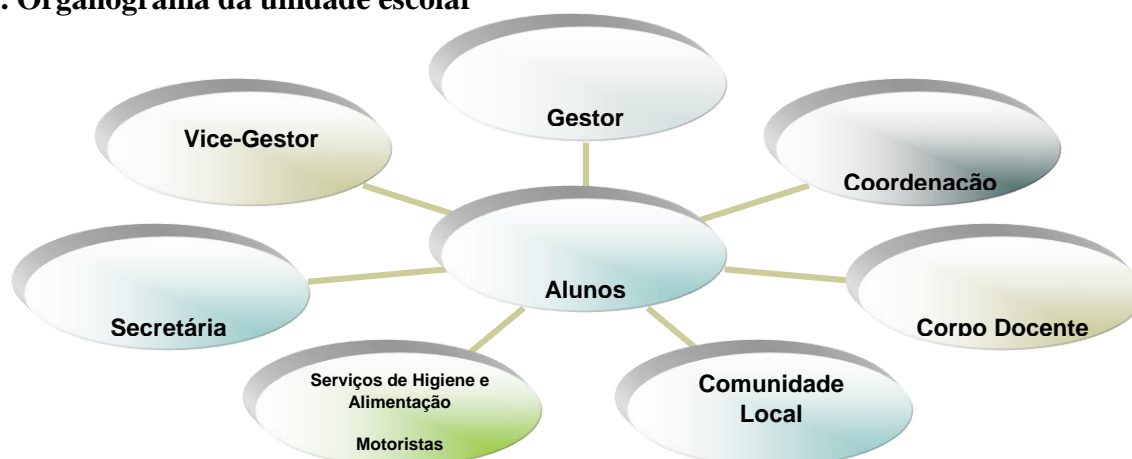 . Organograma da unidade escolar
Gestor
Vice-Gestor
Coordenação
Alunos
Secretária
Corpo Docente
Serviços de Higiene e
Alimentação
Motoristas
Comunidade
Local